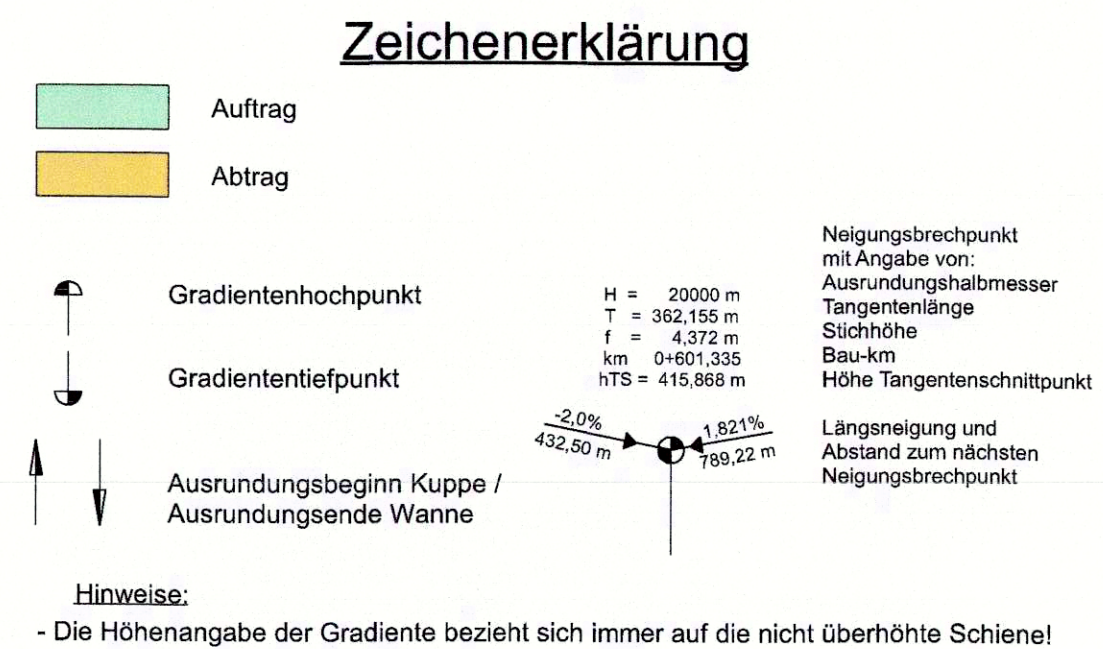 Zeichenerklärung
Auftrag
Abtrag
Gradientenhochpunkt
Gradiententiefpunkt
Ausrundungsbeginn Kuppe /
Ausrundungsende Wanne
H = 20000 m
T = 362,155 m
f = 4,372 m
km 0+601,335
hTS = 415,868 m
-2,0%
432,50 m
1,821%
789,22 m
Neigungsbrechpunkt
mit Angabe von:
Ausrundungshalbmesser
Tangentenlänge
Stichhöhe
Bau-km
Höhe Tangentenschnittpunkt
Längsneigung und
Abstand zum nächsten
Neigungsbrechpunkt
Hinweise:
- Die Höhenangabe der Gradiente bezieht sich immer auf die nicht überhöhte Schiene!